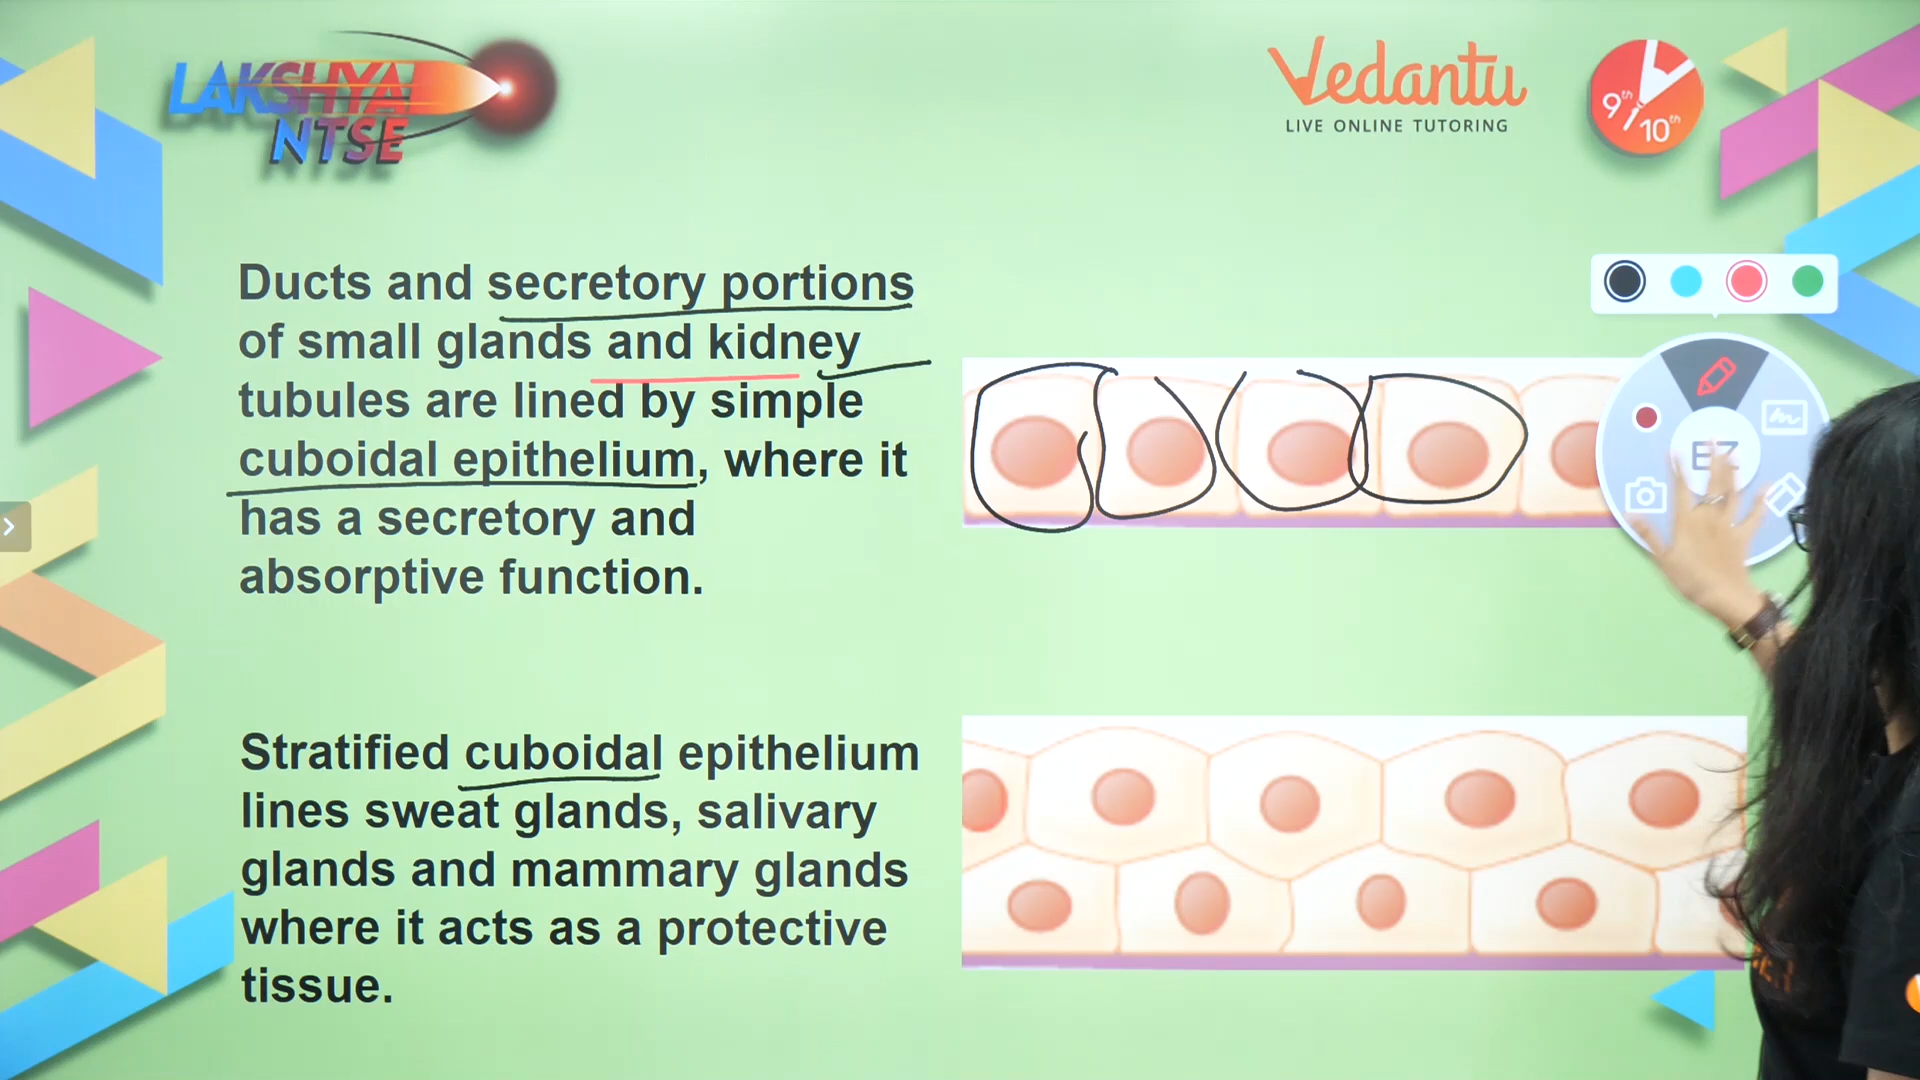 LAKSHYA
NTSE
Vedantu
LIVE ONLINE TUTORING
9th
10th
Ducts and secretory portions
of small glands and kidney
tubules are lined by simple
cuboidal epithelium, where it
has a secretory and
absorptive function.
EZ
Stratified cuboidal epithelium
lines sweat glands, salivary
glands and mammary glands
where it acts as a protective
tissue.